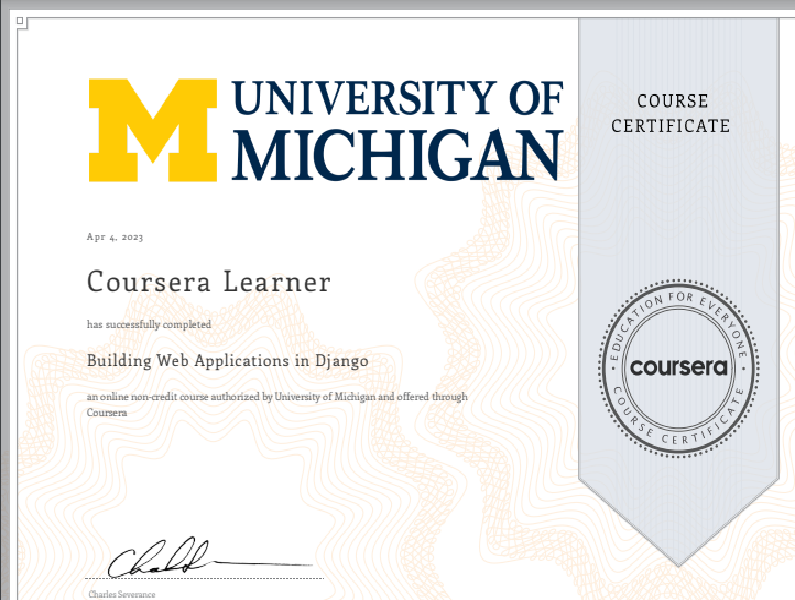 UNIVERSITY OF
MICHIGAN
COURSE
CERTIFICATE
Apr 4, 2023
Coursera Learner
has successfully completed
Building Web Applications in Django
an online non-credit course authorized by University of Michigan and offered through
Coursera
EDUCATION FOR EVERYONE
coursera
COURSE CERTIFICATE
Charles Severance